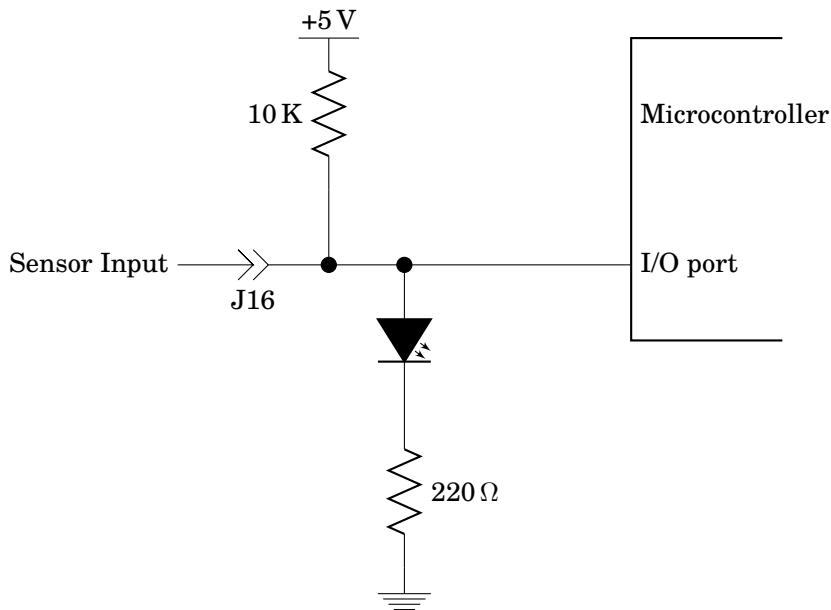 +5 V
10 K
Microcontroller
Sensor Input
I/O port
J16
220 Ω